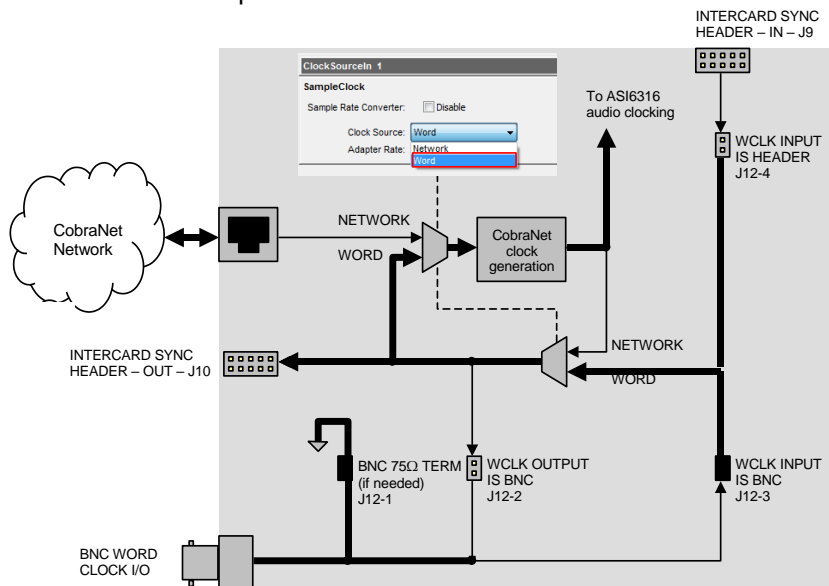 INTERCARD SYNC
HEADER – IN – J9
ClockSourceIn 1
SampleClock
Sample Rate Converter: Disable
Clock Source: Word
Adapter Rate: Network
Word
To ASI6316
audio clocking
WCLK INPUT
IS HEADER
J12-4
CobraNet
Network
NETWORK
WORD
CobraNet
clock
generation
INTERCARD SYNC
HEADER – OUT – J10
NETWORK
WORD
BNC 75Ω TERM
(if needed)
J12-1
WCLK OUTPUT
IS BNC
J12-2
WCLK INPUT
IS BNC
J12-3
BNC WORD
CLOCK I/O